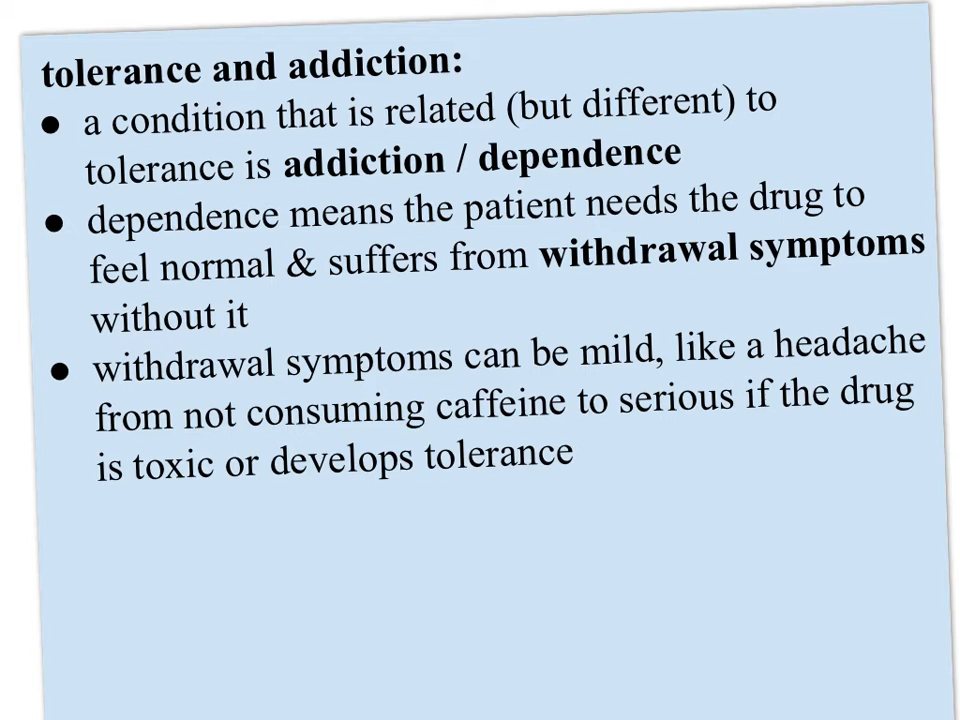 tolerance and addiction:
● a condition that is related (but different) to
tolerance is addiction / dependence
● dependence means the patient needs the drug to
feel normal & suffers from withdrawal symptoms
without it
● withdrawal symptoms can be mild, like a headache
from not consuming caffeine to serious if the drug
is toxic or develops tolerance